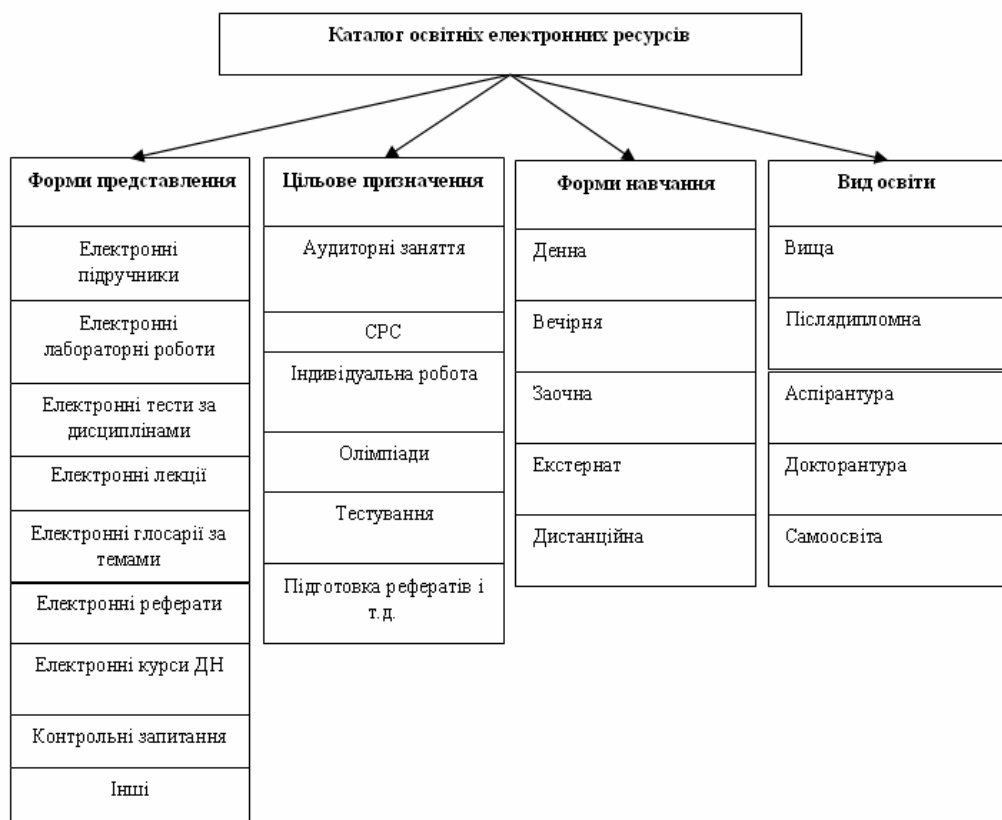 Каталог освітніх електронних ресурсів
Форми представлення
Електронні
підручники
Електронні
лабораторні роботи
Електронні тести за
дисциплінами
Електронні лекції
Електронні глосарії за
темами
Електронні реферати
Електронні курси ДН
Контрольні запитання
Інші
Цільове призначення
Аудиторні заняття
СРС
Індивідуальна робота
Олімпіади
Тестування
Підготовка рефератів і
т.д.
Форми навчання
Денна
Вечірня
Заочна
Екстернат
Дистанційна
Вид освіти
Вища
Післядипломна
Аспірантура
Докторантура
Самоосвіта